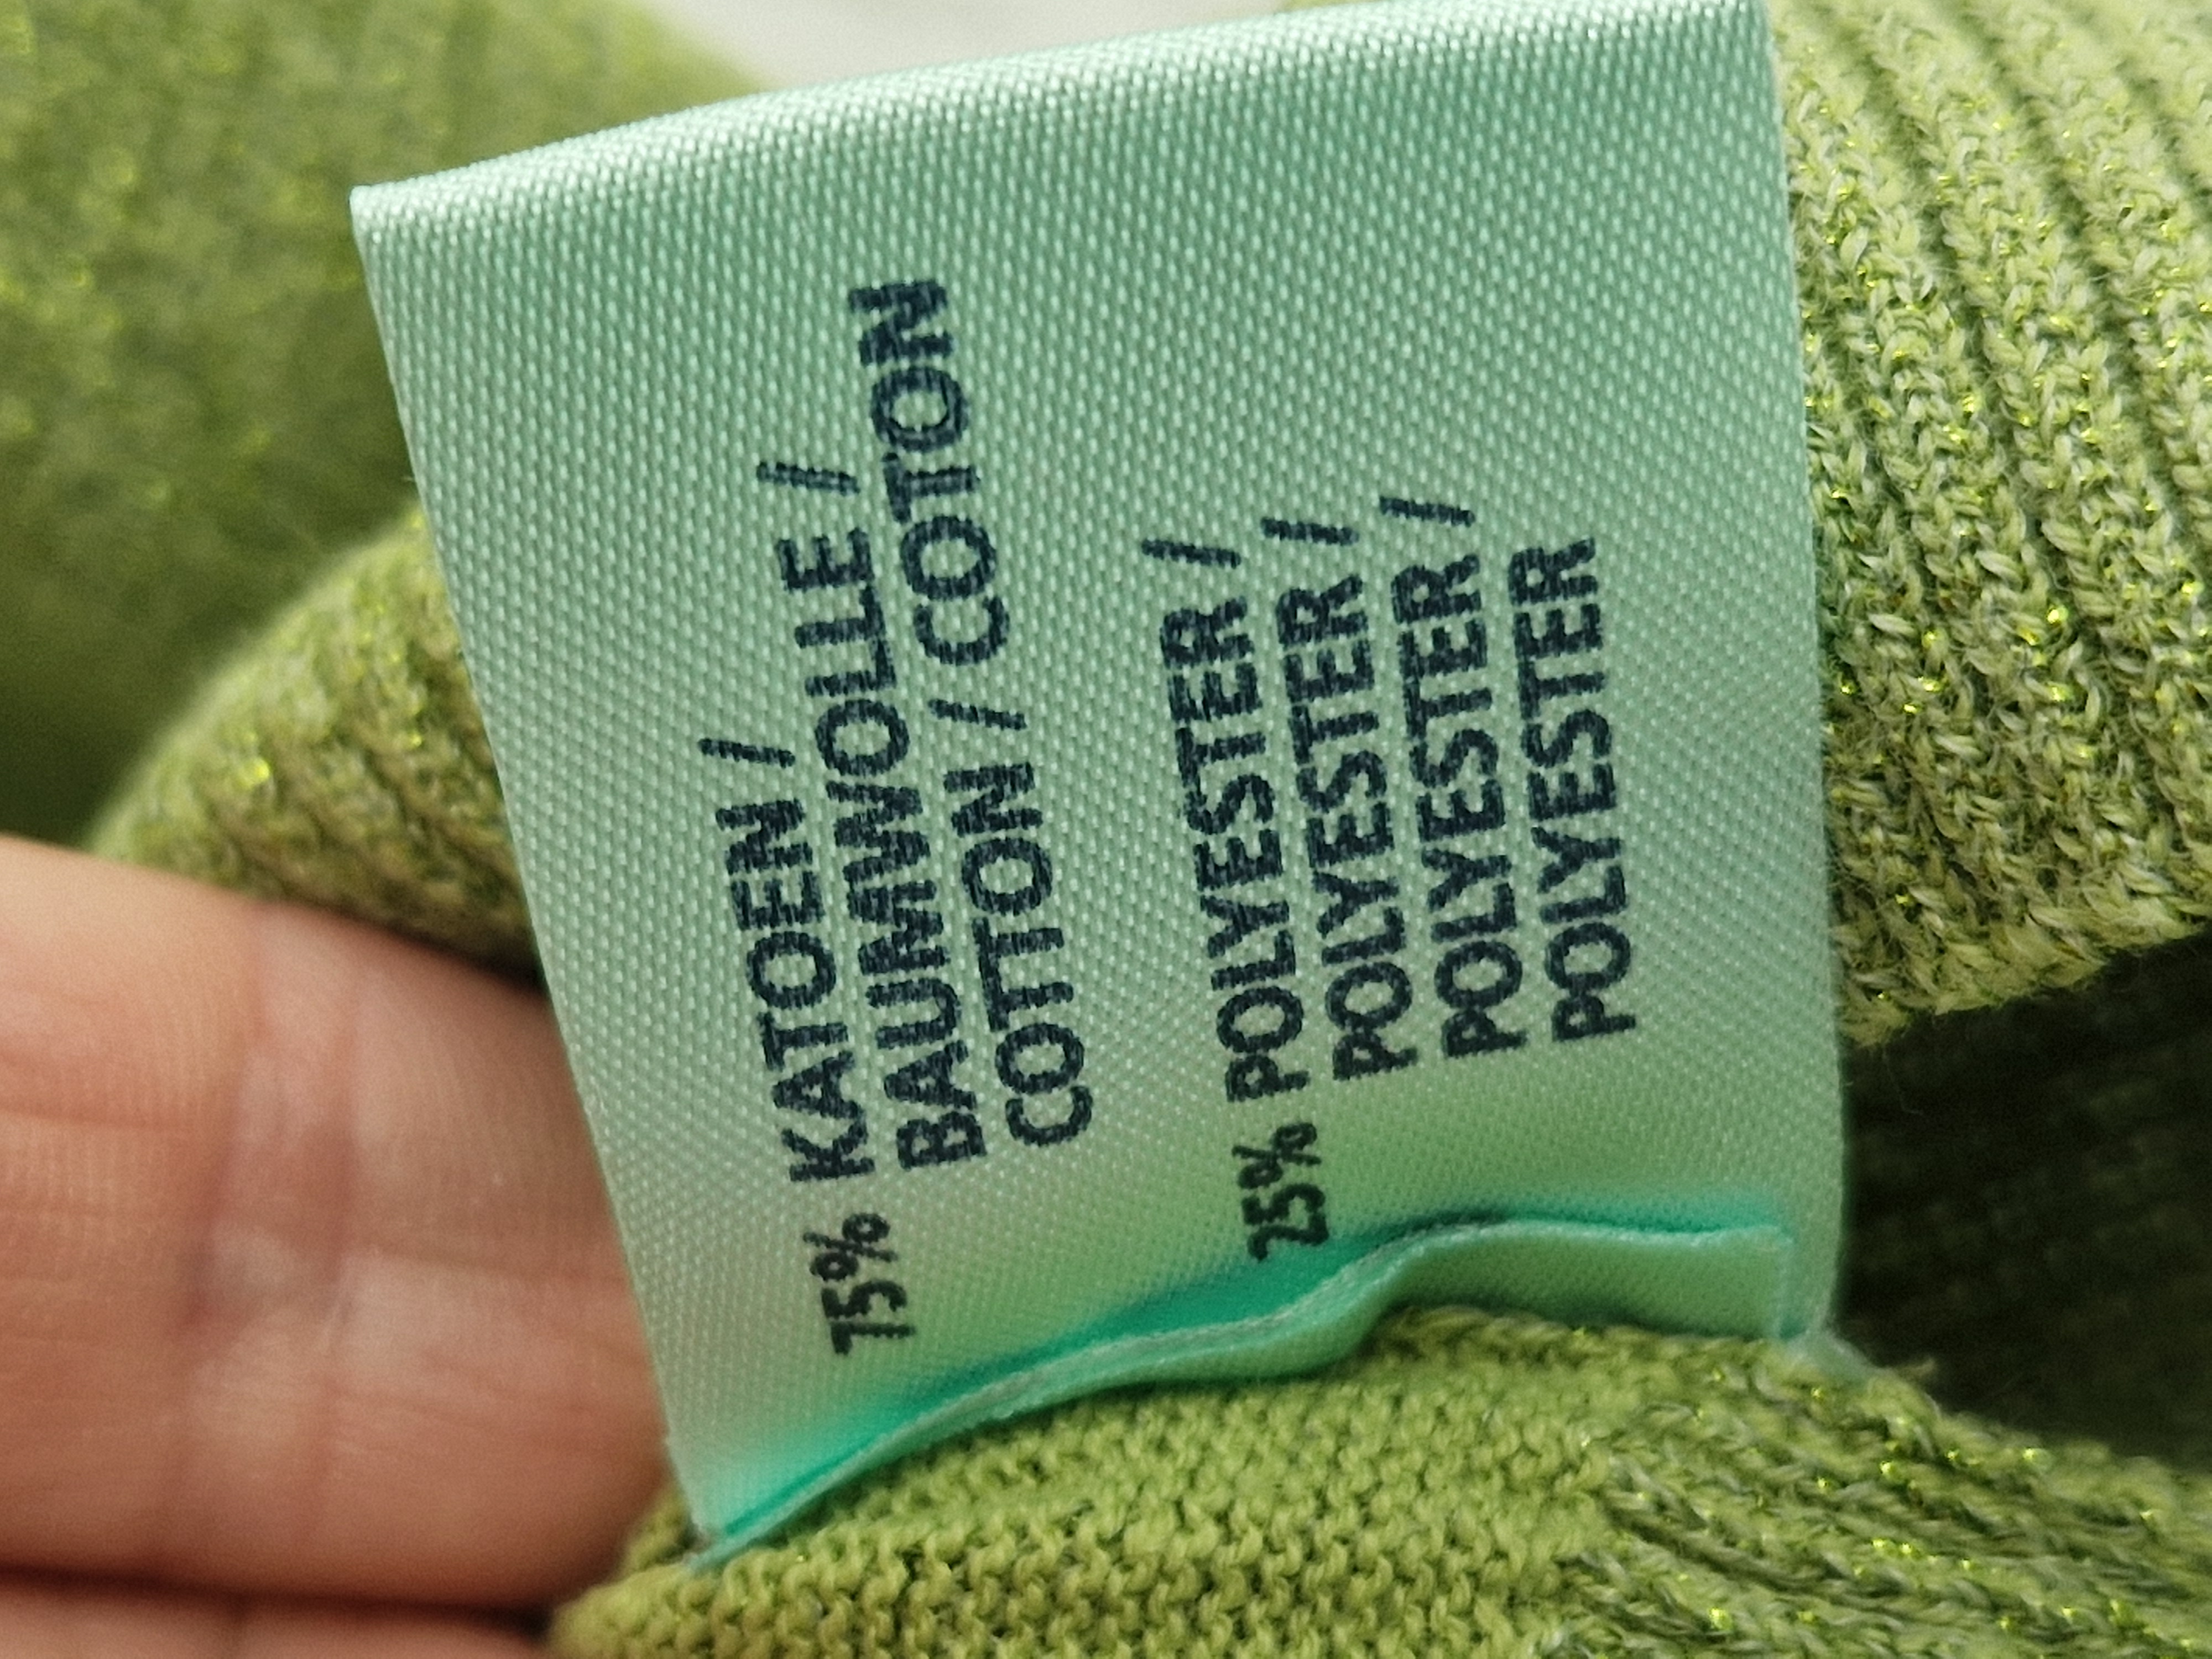 75% KATOEN /
BAUMWOLLE /
COTTON / COTON
25% POLYESTER /
POLYESTER /
POLYESTER /
POLYESTER